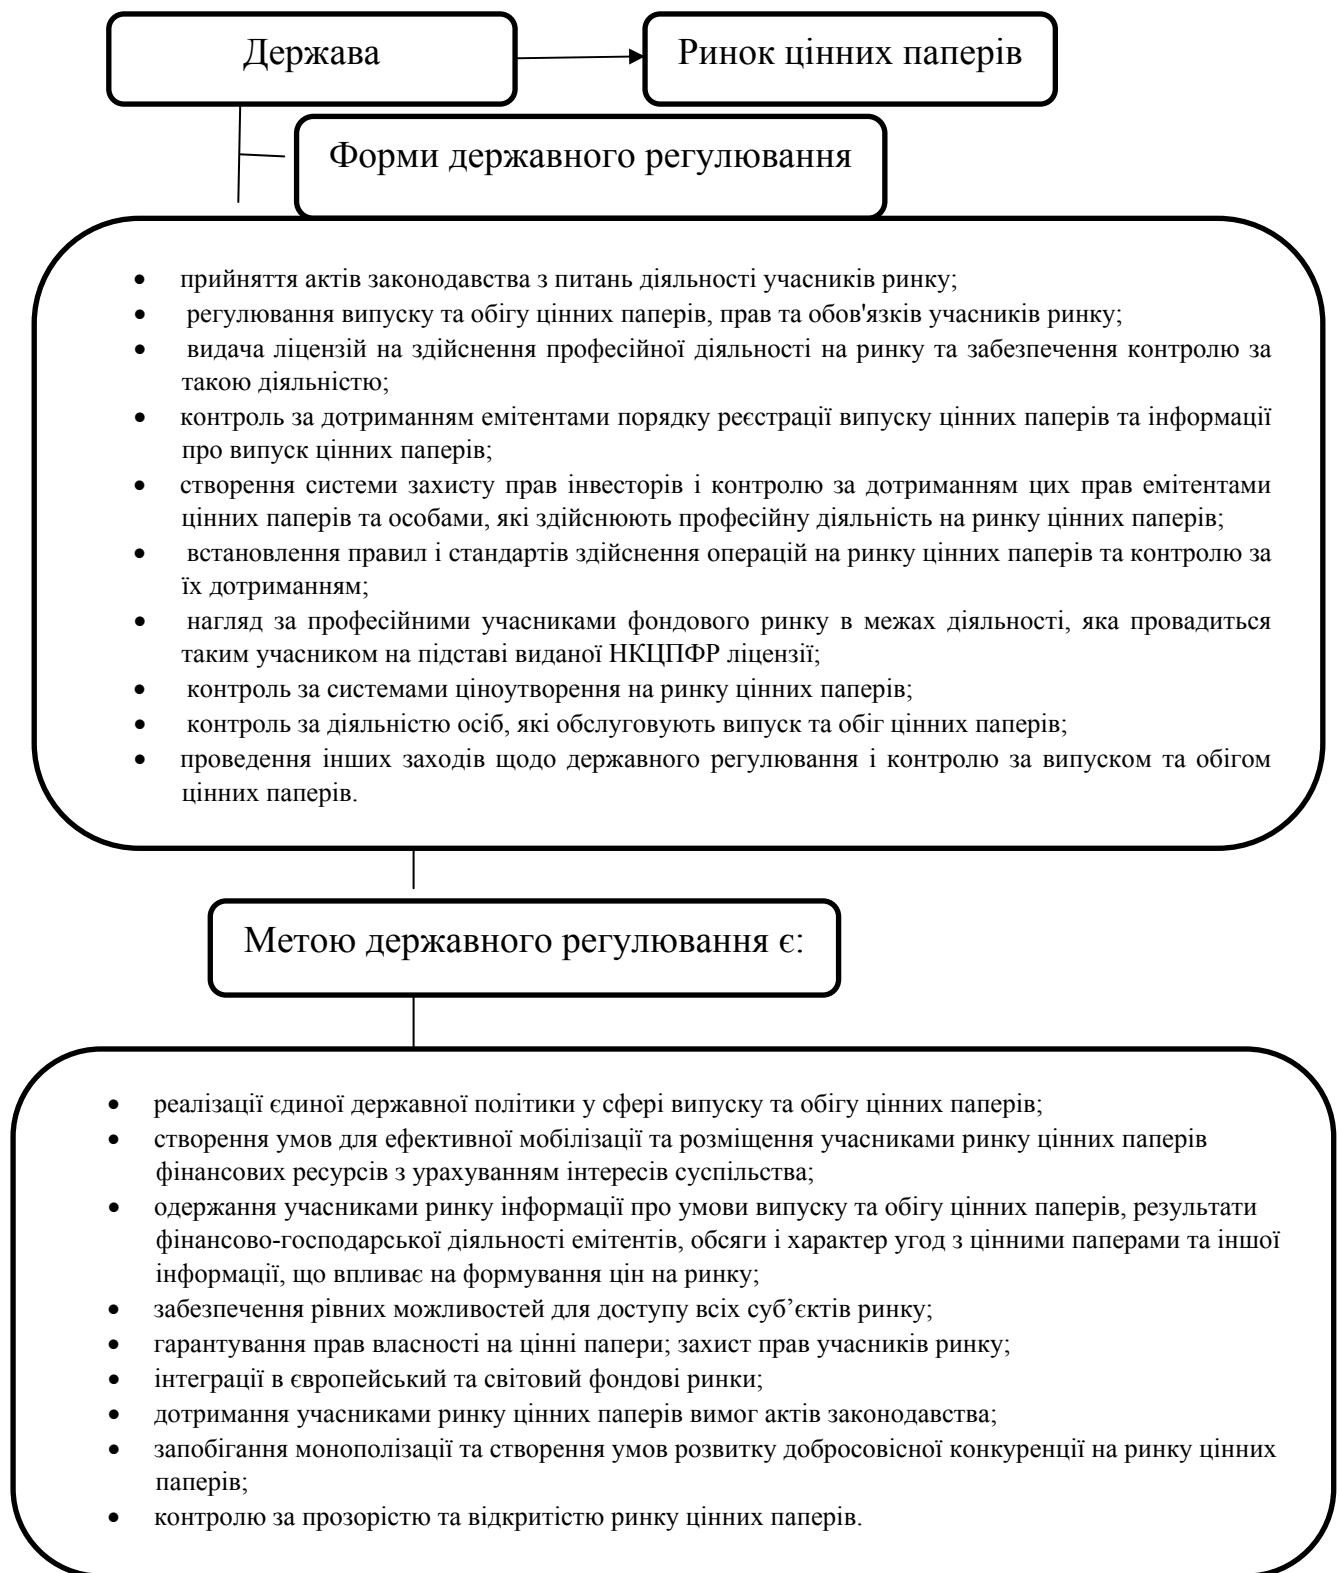 Держава
Ринок цінних паперів
Форми державного регулювання
• прийняття актів законодавства з питань діяльності учасників ринку;
• регулювання випуску та обігу цінних паперів, прав та обов'язків учасників ринку;
• видача ліцензій на здійснення професійної діяльності на ринку та забезпечення контролю за
такою діяльністю;
• контроль за дотриманням емітентами порядку реєстрації випуску цінних паперів та інформації
про випуск цінних паперів;
• створення системи захисту прав інвесторів і контролю за дотриманням цих прав емітентами
цінних паперів та особами, які здійснюють професійну діяльність на ринку цінних паперів;
• встановлення правил і стандартів здійснення операцій на ринку цінних паперів та контролю за
їх дотриманням;
• нагляд за професійними учасниками фондового ринку в межах діяльності, яка провадиться
таким учасником на підставі виданої НКЦПФР ліцензії;
• контроль за системами ціноутворення на ринку цінних паперів;
• контроль за діяльністю осіб, які обслуговують випуск та обіг цінних паперів;
• проведення інших заходів щодо державного регулювання і контролю за випуском та обігом
цінних паперів.
Метою державного регулювання є:
• реалізації єдиної державної політики у сфері випуску та обігу цінних паперів;
• створення умов для ефективної мобілізації та розміщення учасниками ринку цінних паперів
фінансових ресурсів з урахуванням інтересів суспільства;
• одержання учасниками ринку інформації про умови випуску та обігу цінних паперів, результати
фінансово-господарської діяльності емітентів, обсяги і характер угод з цінними паперами та іншої
інформації, що впливає на формування цін на ринку;
• забезпечення рівних можливостей для доступу всіх суб’єктів ринку;
• гарантування прав власності на цінні папери; захист прав учасників ринку;
• інтеграції в європейський та світовий фондові ринки;
• дотримання учасниками ринку цінних паперів вимог актів законодавства;
• запобігання монополізації та створення умов розвитку добросовісної конкуренції на ринку цінних
паперів;
• контролю за прозорістю та відкритістю ринку цінних паперів.